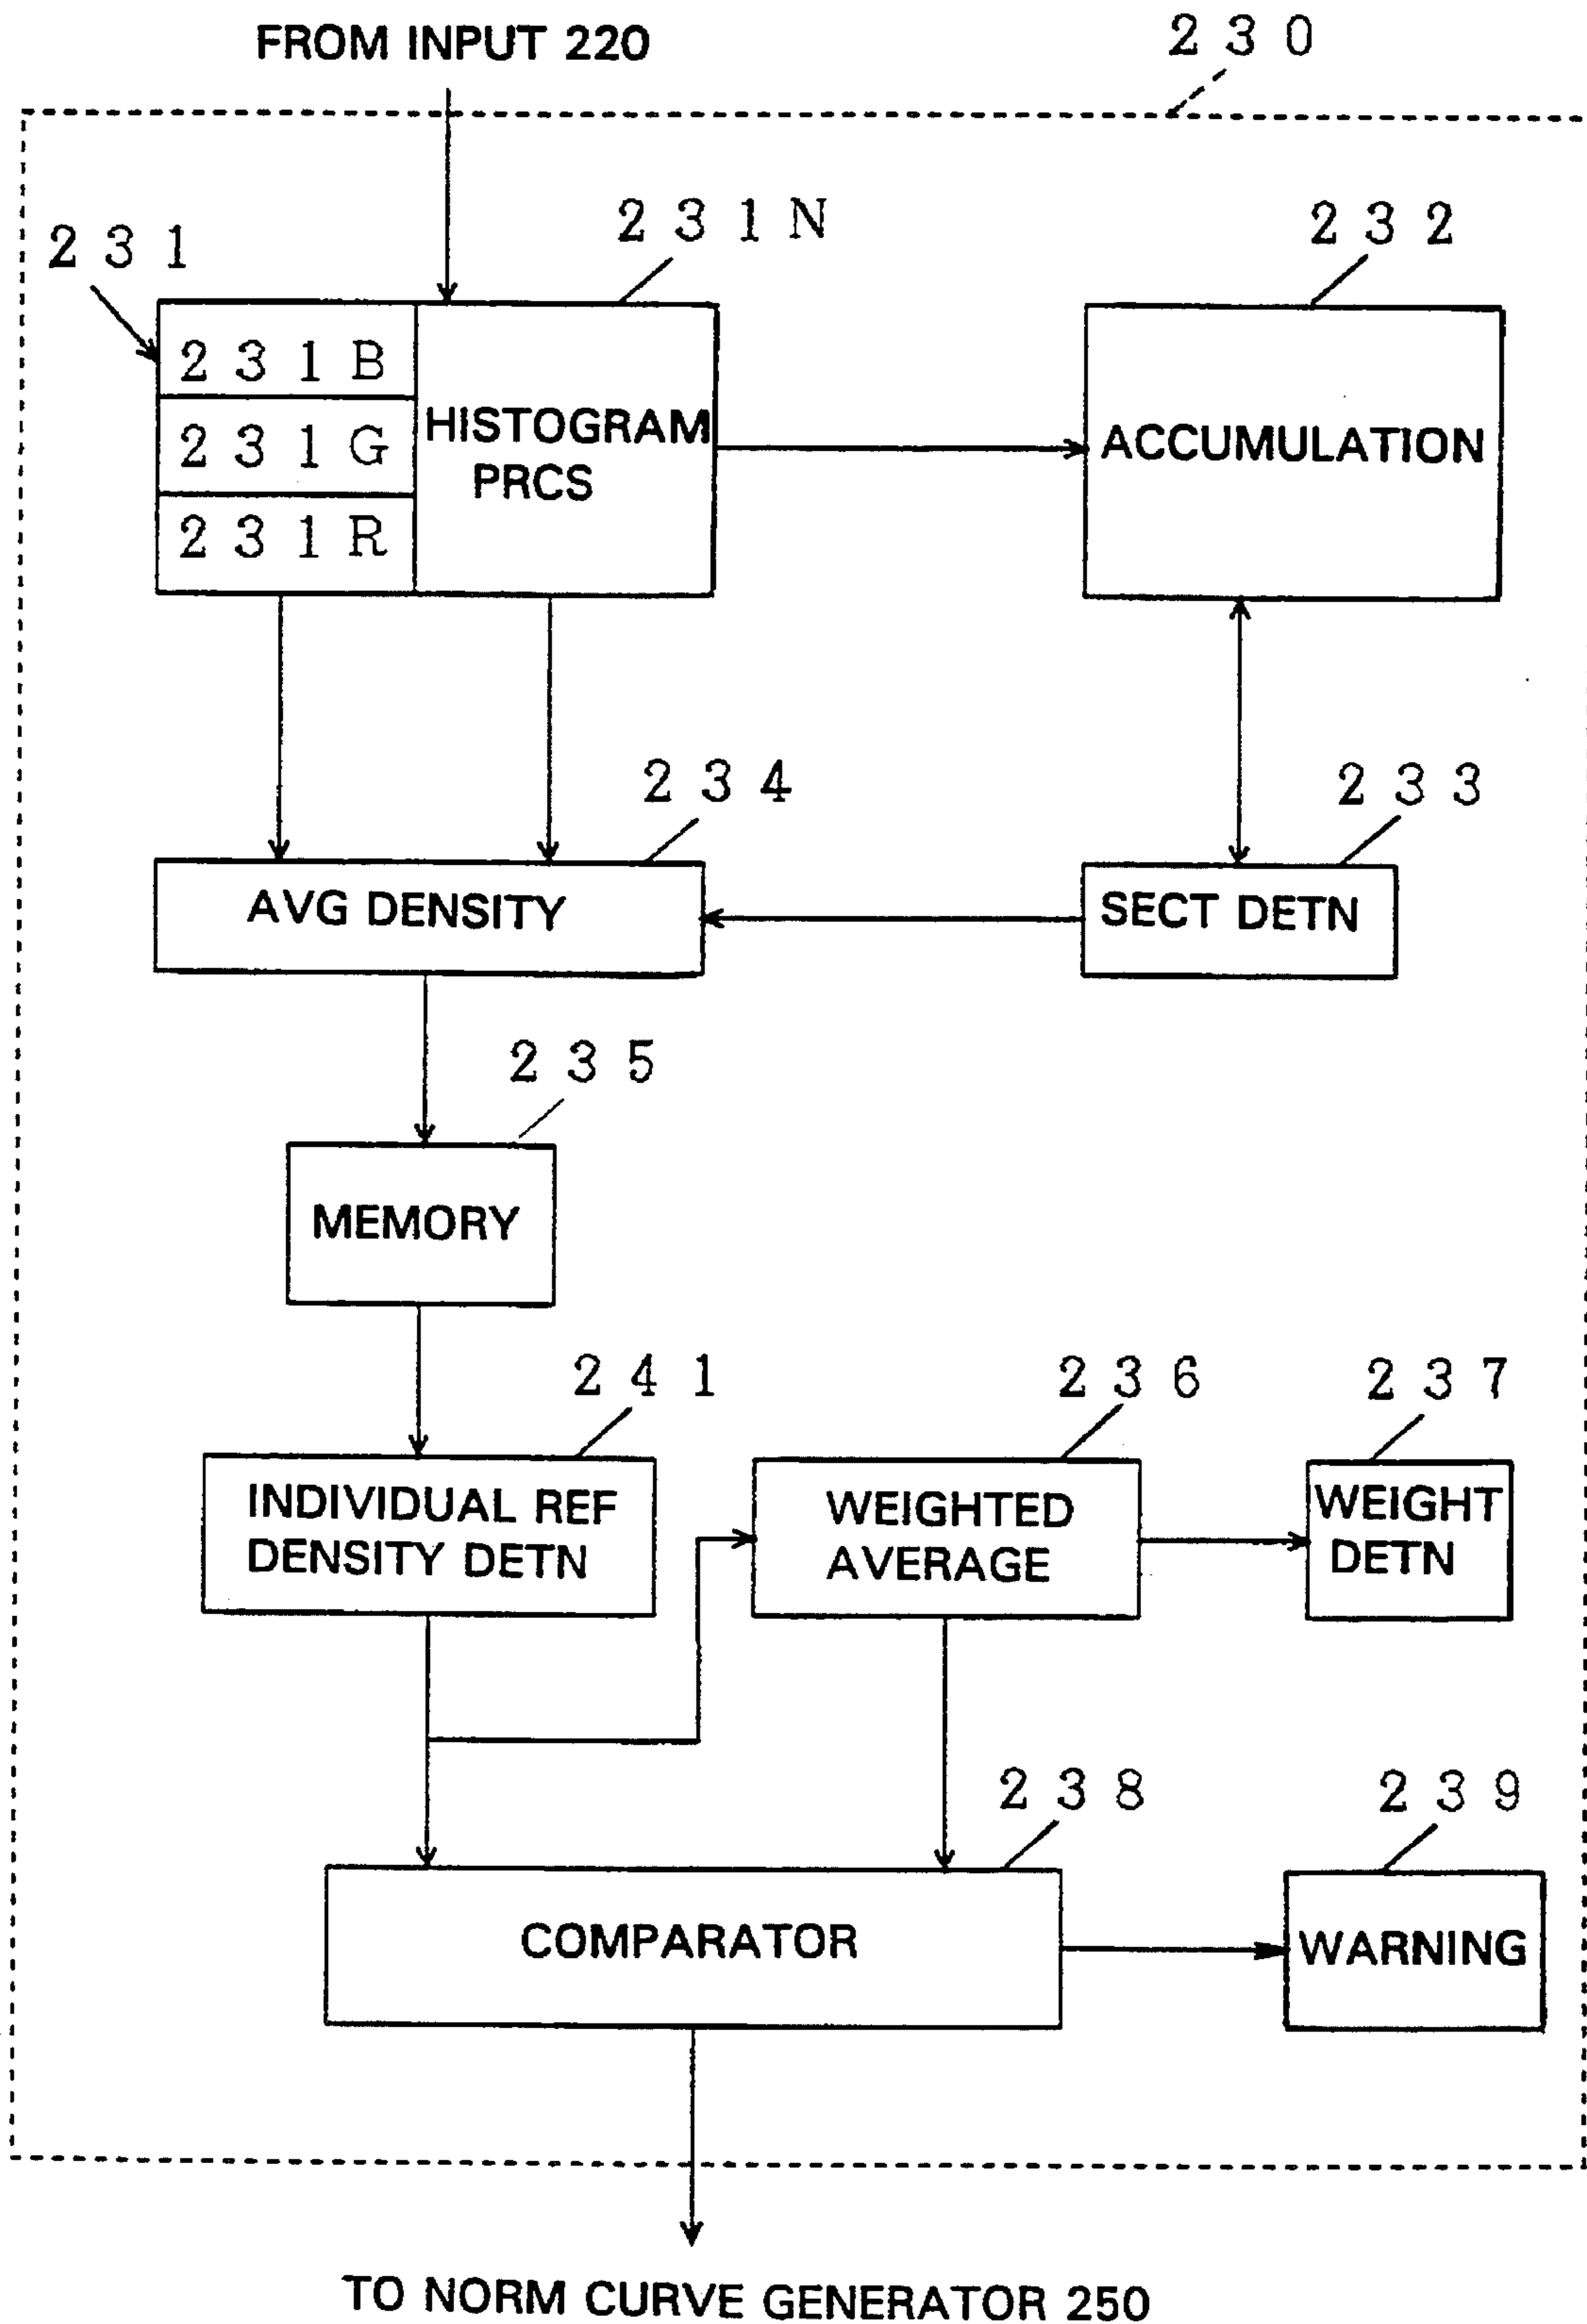 FROM INPUT 220
230
231N
232
231
231B
HISTOGRAM
PRCS
231G
231R
ACCUMULATION
234
233
AVG DENSITY
SECT DETN
235
MEMORY
241
236
237
INDIVIDUAL REF
DENSITY DETN
WEIGHTED
AVERAGE
WEIGHT
DETN
238
239
COMPARATOR
WARNING
TO NORM CURVE GENERATOR 250